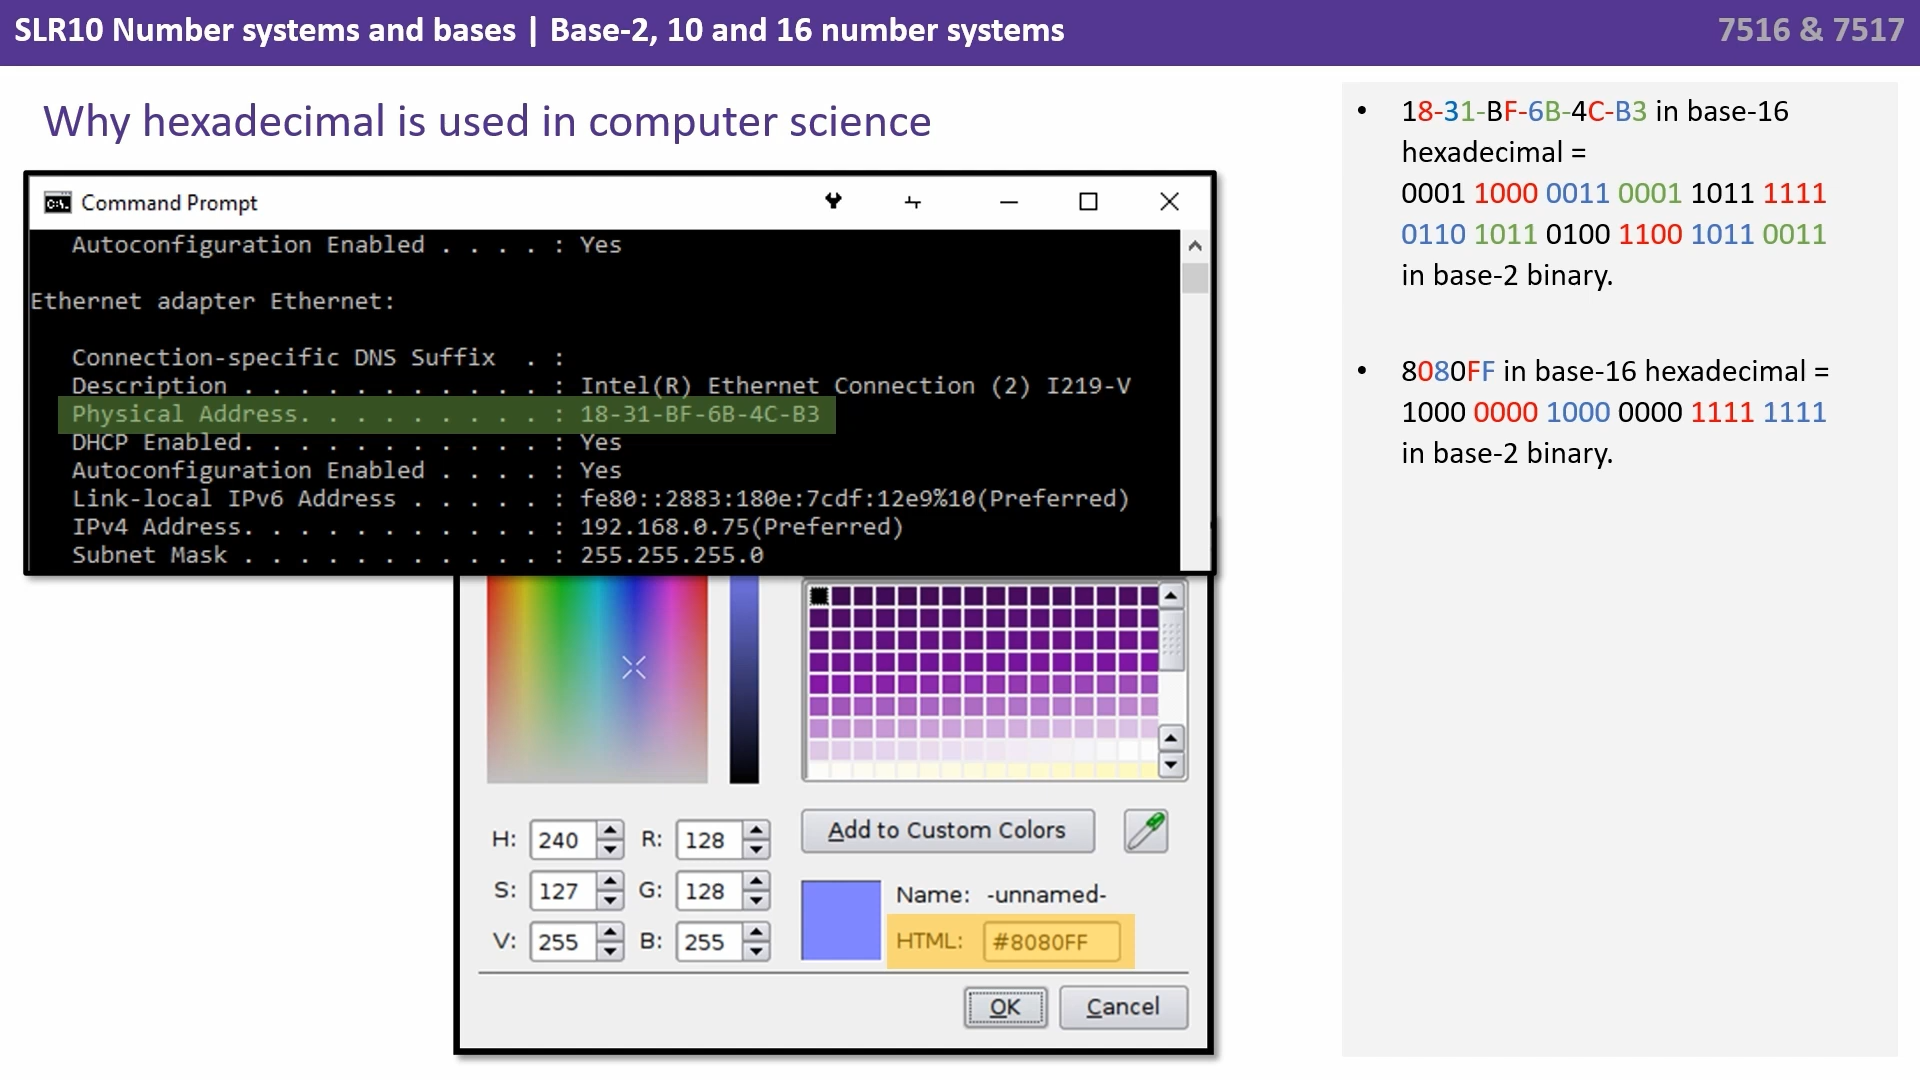 SLR10 Number systems and bases | Base-2, 10 and 16 number systems
7516 & 7517
Why hexadecimal is used in computer science
Command Prompt
Autoconfiguration Enabled . . . . : Yes
Ethernet adapter Ethernet:
Connection-specific DNS Suffix  . :
Description . . . . . . . . . . . : Intel(R) Ethernet Connection (2) I219-V
Physical Address. . . . . . . . . : 18-31-BF-6B-4C-B3
DHCP Enabled. . . . . . . . . . . : Yes
Autoconfiguration Enabled . . . . : Yes
Link-local IPv6 Address . . . . . : fe80::2883:180e:7cdf:12e9%10(Preferred)
IPv4 Address. . . . . . . . . . . : 192.168.0.75(Preferred)
Subnet Mask . . . . . . . . . . . : 255.255.255.0
H: 240 R: 128
S: 127 G: 128
V: 255 B: 255
Add to Custom Colors
Name: -unnamed-
HTML: #8080FF
OK
Cancel
• 18-31-BF-6B-4C-B3 in base-16
hexadecimal =
0001 1000 0011 0001 1011 1111
0110 1011 0100 1100 1011 0011
in base-2 binary.
• 8080FF in base-16 hexadecimal =
1000 0000 1000 0000 1111 1111
in base-2 binary.